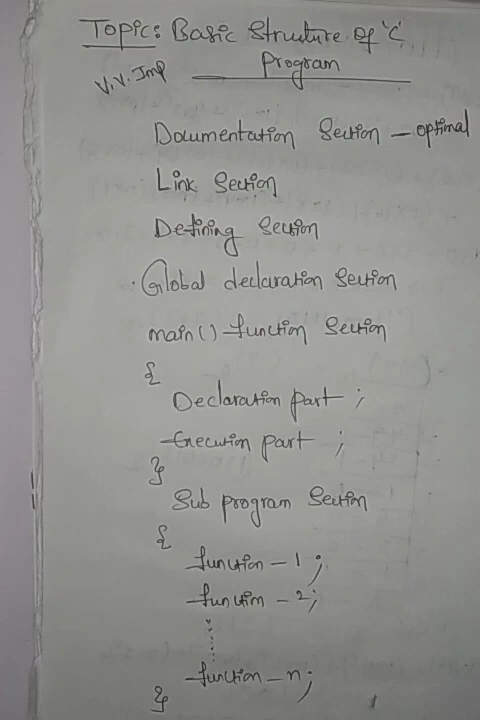 Topic: Basic Structure of 'C'
Program
V.V.Imp
Documentation Section - optimal
Link Section
Defining Section
Global declaration Section
main() function Section
{
Declaration part ;
Execution part ;
}
Sub program Section
{
function - 1 ;
function - 2 ;
......
function - n ;
}